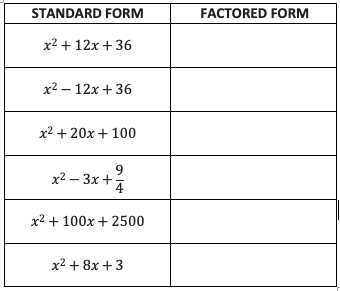 STANDARD FORM FACTORED FORM
x² + 12x + 36
x² − 12x + 36
x² + 20x + 100
x² − 3x + 9/4
x² + 100x + 2500
x² + 8x + 3